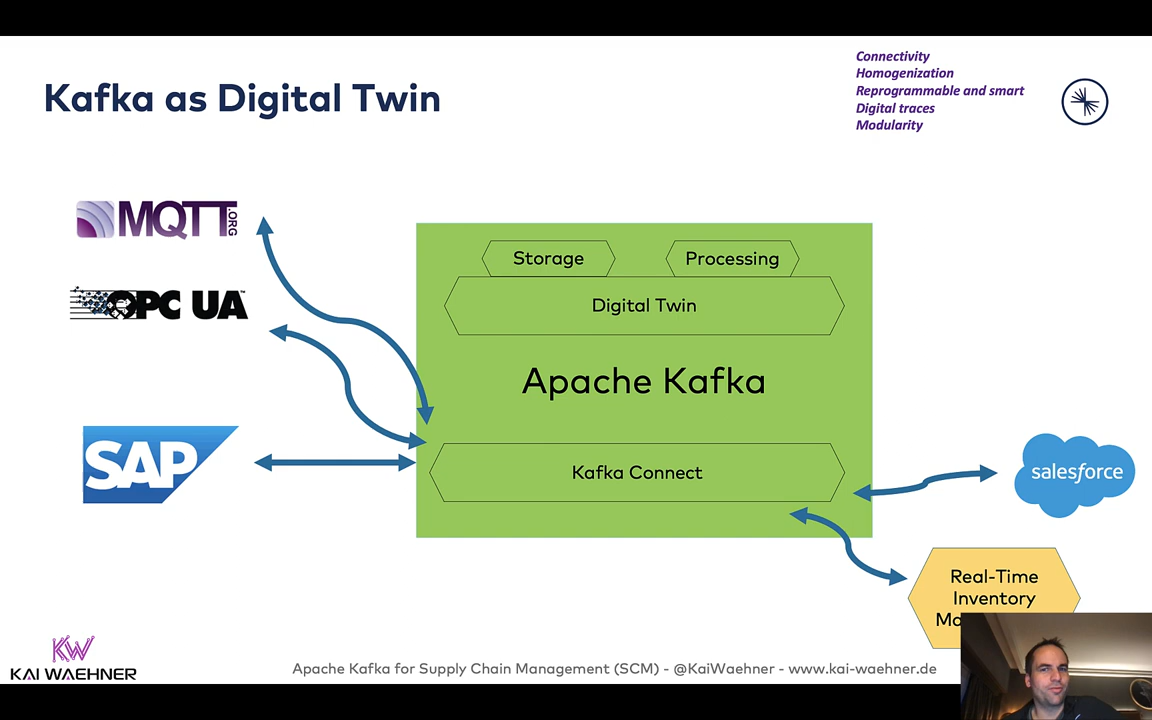 Kafka as Digital Twin
Connectivity
Homogenization
Reprogrammable and smart
Digital traces
Modularity
MQTT.ORG
OPC UA
SAP
Storage
Processing
Digital Twin
Apache Kafka
Kafka Connect
salesforce
Real-Time
Inventory
KW
KAI WAEHNER
Apache Kafka for Supply Chain Management (SCM) - @KaiWaehner - www.kai-waehner.de